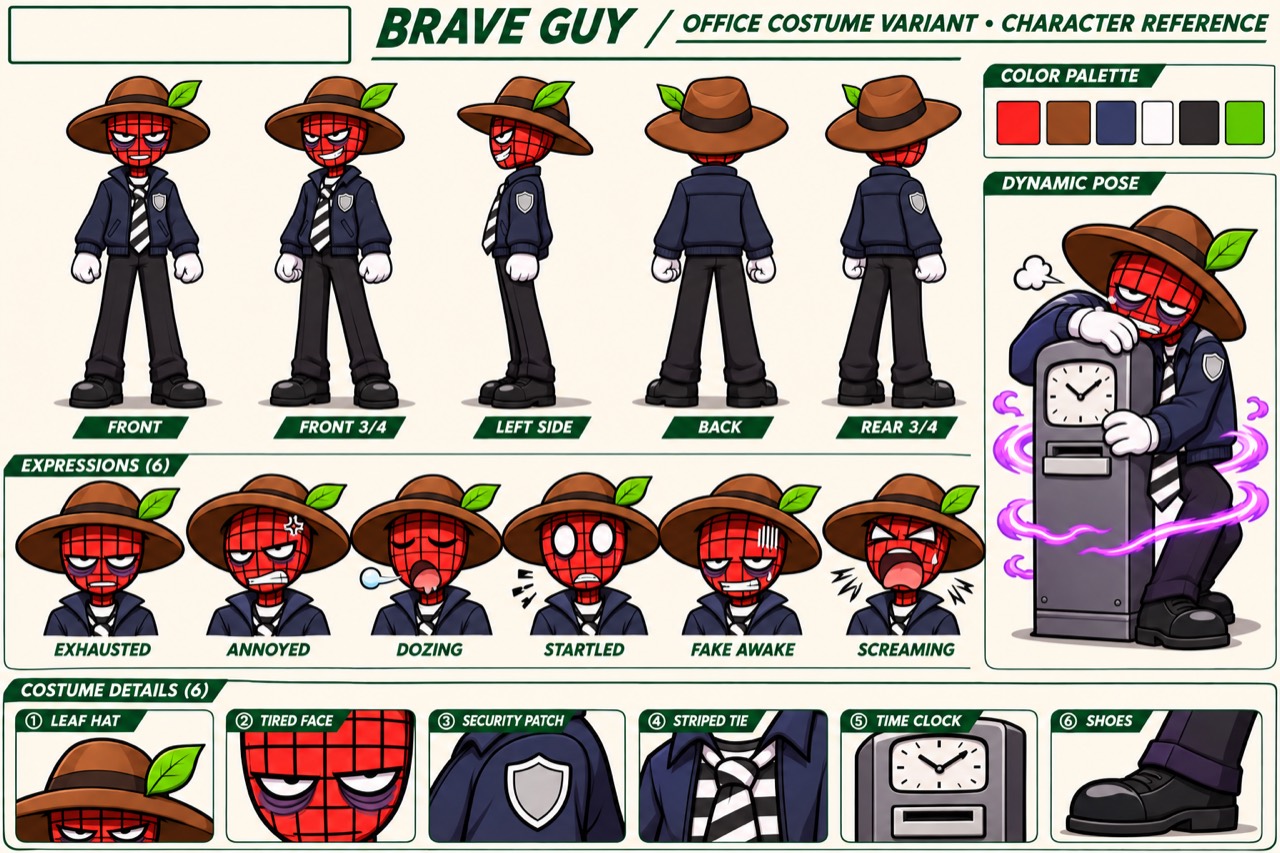 BRAVE GUY / OFFICE COSTUME VARIANT • CHARACTER REFERENCE
COLOR PALETTE
DYNAMIC POSE
FRONT
FRONT 3/4
LEFT SIDE
BACK
REAR 3/4
EXPRESSIONS (6)
EXHAUSTED
ANNOYED
DOZING
STARTLED
FAKE AWAKE
SCREAMING
COSTUME DETAILS (6)
① LEAF HAT
② TIRED FACE
③ SECURITY PATCH
④ STRIPED TIE
⑤ TIME CLOCK
⑥ SHOES